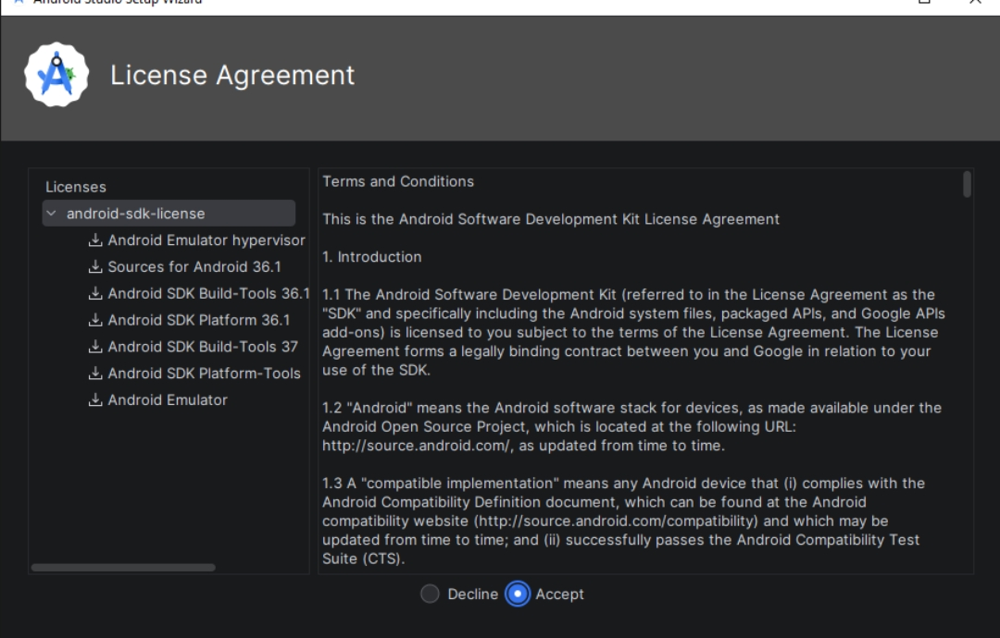 Android Studio Setup Wizard
License Agreement
Licenses
android-sdk-license
Android Emulator hypervisor
Sources for Android 36.1
Android SDK Build-Tools 36.1
Android SDK Platform 36.1
Android SDK Build-Tools 37
Android SDK Platform-Tools
Android Emulator
Terms and Conditions
This is the Android Software Development Kit License Agreement
1. Introduction
1.1 The Android Software Development Kit (referred to in the License Agreement as the
"SDK" and specifically including the Android system files, packaged APIs, and Google APIs
add-ons) is licensed to you subject to the terms of the License Agreement. The License
Agreement forms a legally binding contract between you and Google in relation to your
use of the SDK.
1.2 "Android" means the Android software stack for devices, as made available under the
Android Open Source Project, which is located at the following URL:
http://source.android.com/, as updated from time to time.
1.3 A "compatible implementation" means any Android device that (i) complies with the
Android Compatibility Definition document, which can be found at the Android
compatibility website (http://source.android.com/compatibility) and which may be
updated from time to time; and (ii) successfully passes the Android Compatibility Test
Suite (CTS).
Decline Accept